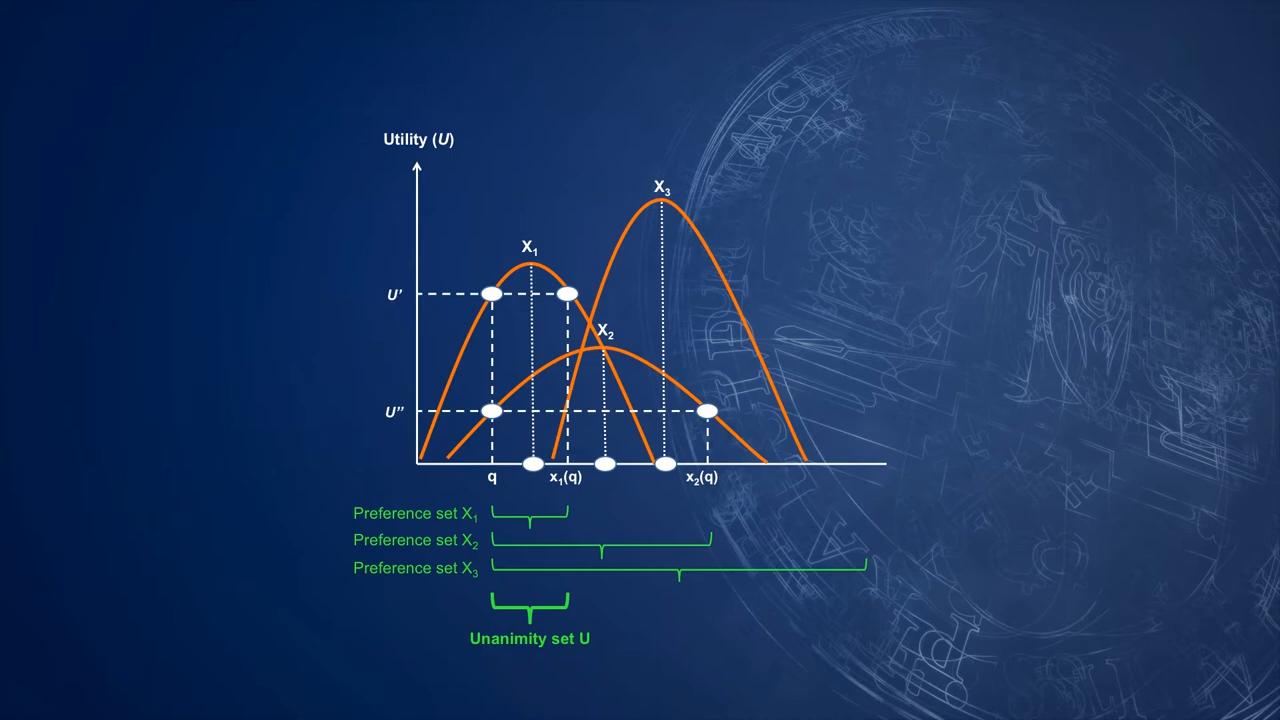 Utility (U)
X₃
X₁
U’
X₂
U’’
q
x₁(q)
x₂(q)
Preference set X₁
Preference set X₂
Preference set X₃
Unanimity set U